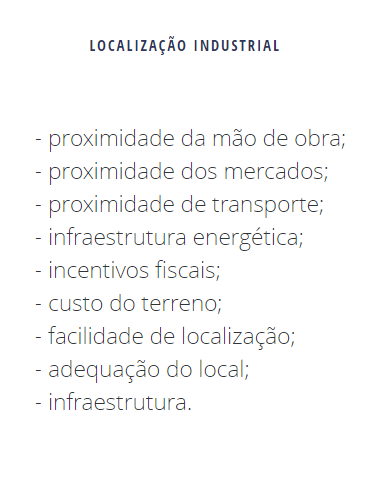 LOCALIZAÇÃO INDUSTRIAL
- proximidade da mão de obra;
- proximidade dos mercados;
- proximidade de transporte;
- infraestrutura energética;
- incentivos fiscais;
- custo do terreno;
- facilidade de localização;
- adequação do local;
- infraestrutura.